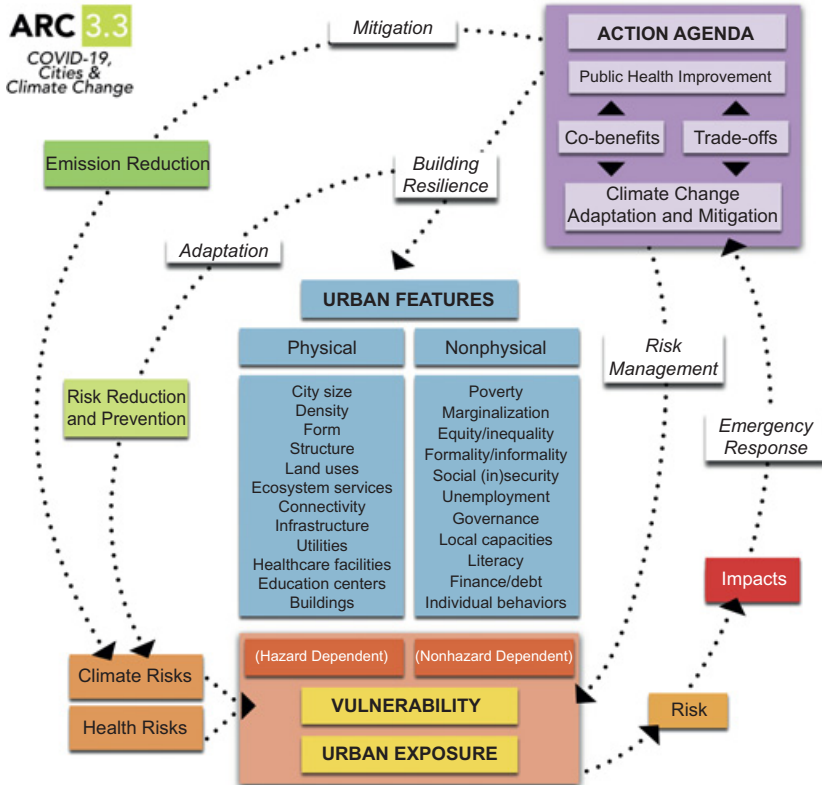 ARC 3.3
COVID-19,
Cities &
Climate Change
Mitigation
ACTION AGENDA
Public Health Improvement
Co-benefits
Trade-offs
Climate Change
Adaptation and Mitigation
Emission Reduction
Building
Resilience
Adaptation
URBAN FEATURES
Physical
City size
Density
Form
Structure
Land uses
Ecosystem services
Connectivity
Infrastructure
Utilities
Healthcare facilities
Education centers
Buildings
Nonphysical
Poverty
Marginalization
Equity/inequality
Formality/informality
Social (in)security
Unemployment
Governance
Local capacities
Literacy
Finance/debt
Individual behaviors
Risk
Management
Risk Reduction
and Prevention
Emergency
Response
Impacts
(Hazard Dependent)
(Nonhazard Dependent)
Climate Risks
Health Risks
VULNERABILITY
URBAN EXPOSURE
Risk